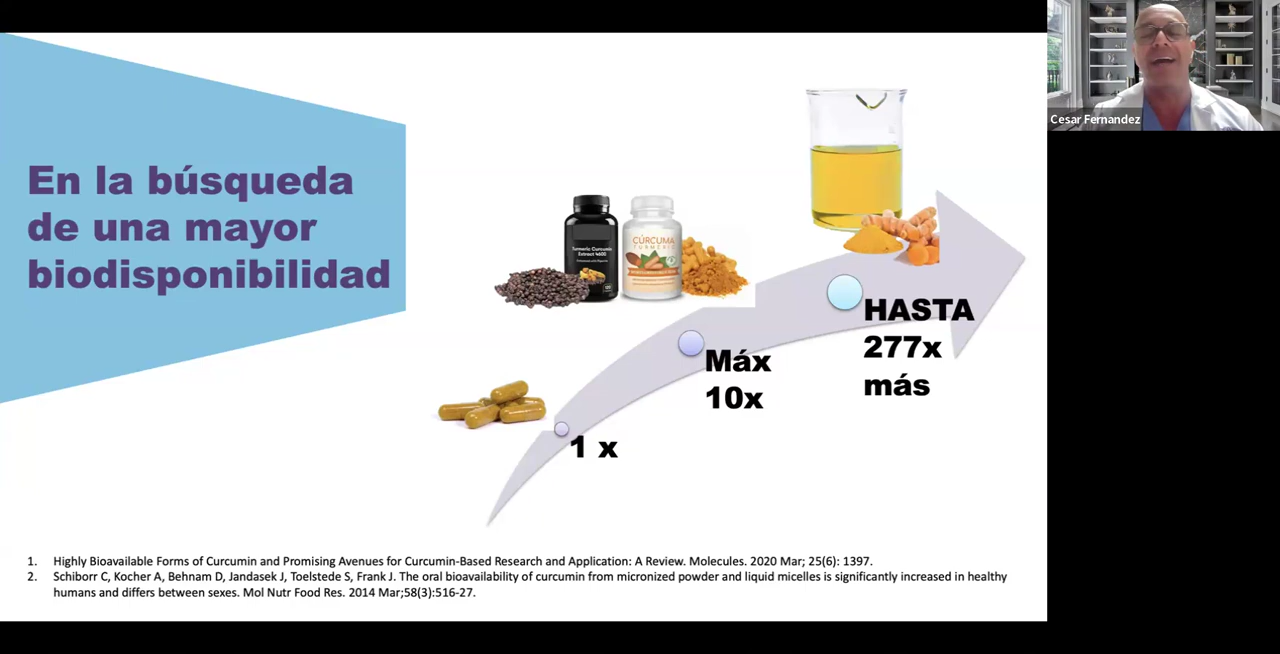 En la búsqueda
de una mayor
biodisponibilidad
Cesar Fernandez
Turmeric Curcumin
CÚRCUMA
TURMERIC
HASTA
277x
más
Máx
10x
1 x
1. Highly Bioavailable Forms of Curcumin and Promising Avenues for Curcumin-Based Research and Application: A Review. Molecules. 2020 Mar; 25(6): 1397.
2. Schiborr C, Kocher A, Behnam D, Jandasek J, Toelstede S, Frank J. The oral bioavailability of curcumin from micronized powder and liquid micelles is significantly increased in healthy
humans and differs between sexes. Mol Nutr Food Res. 2014 Mar;58(3):516-27.